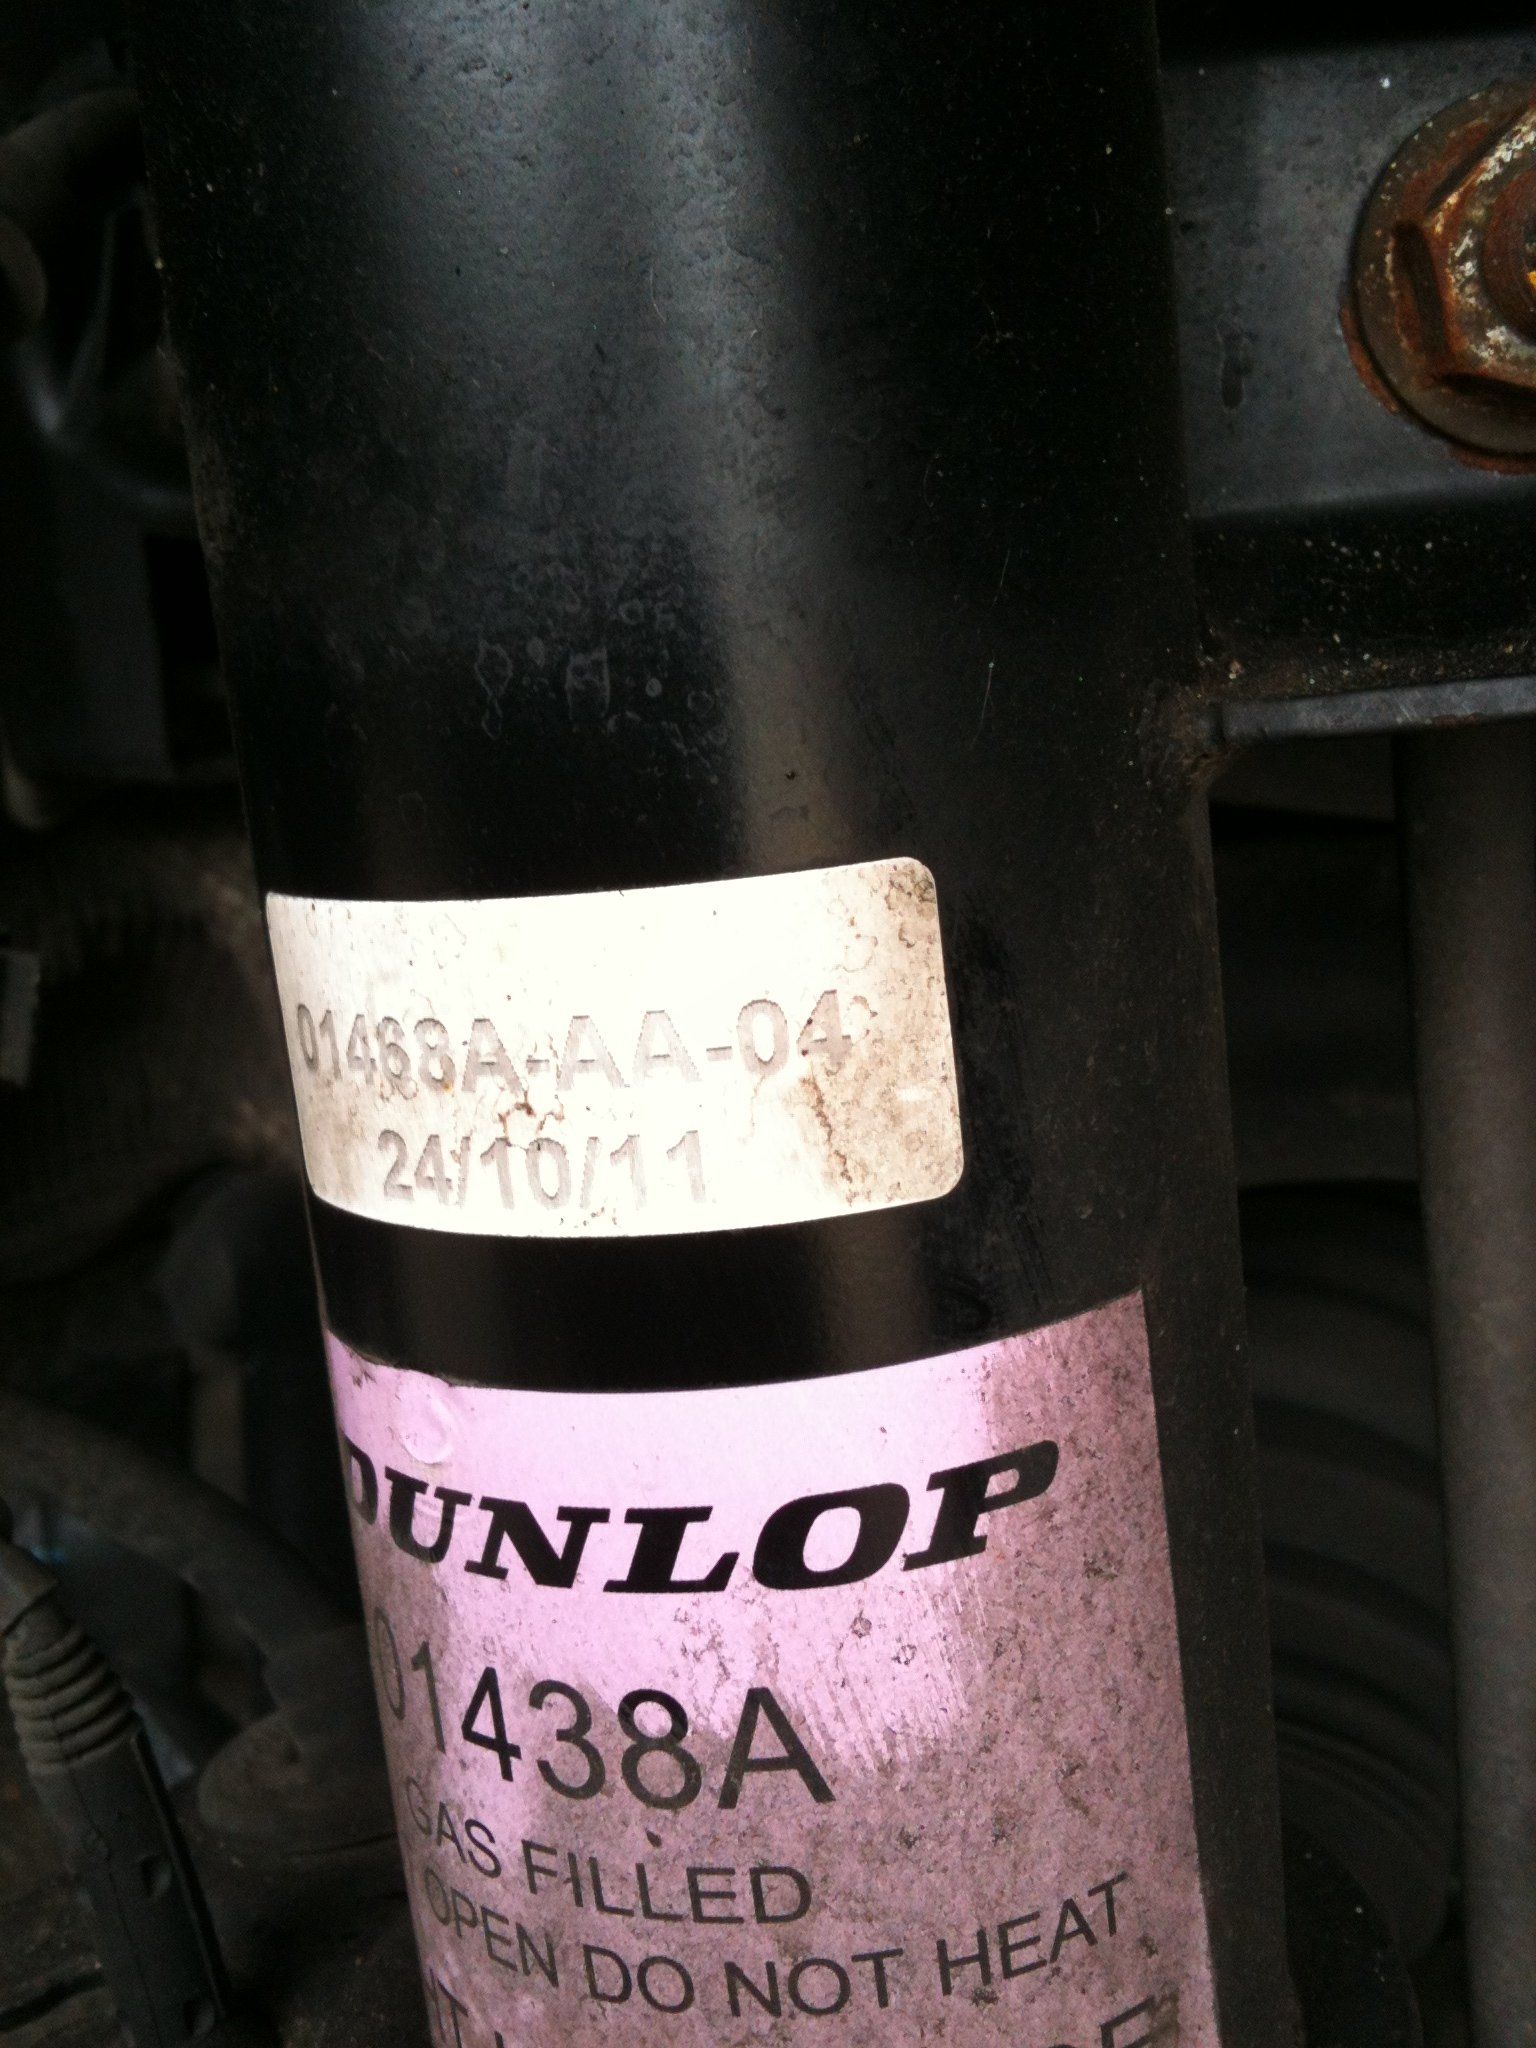 01468A-AA-04
24/10/11
DUNLOP
01438A
GAS FILLED
OPEN DO NOT HEAT